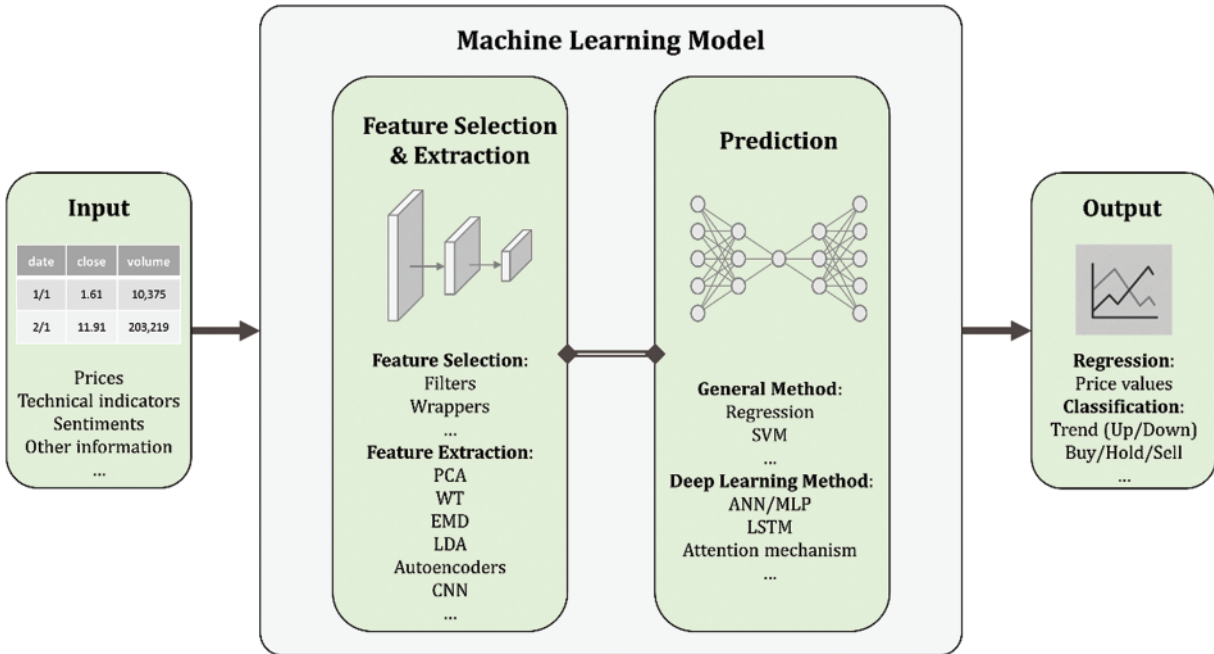 Machine Learning Model
Input
date close volume
1/1 1.61 10,375
2/1 11.91 203,219
Prices
Technical indicators
Sentiments
Other information
...
Feature Selection
& Extraction
Feature Selection:
Filters
Wrappers
...
Feature Extraction:
PCA
WT
EMD
LDA
Autoencoders
CNN
...
Prediction
General Method:
Regression
SVM
...
Deep Learning Method:
ANN/MLP
LSTM
Attention mechanism
...
Output
Regression:
Price values
Classification:
Trend (Up/Down)
Buy/Hold/Sell
...